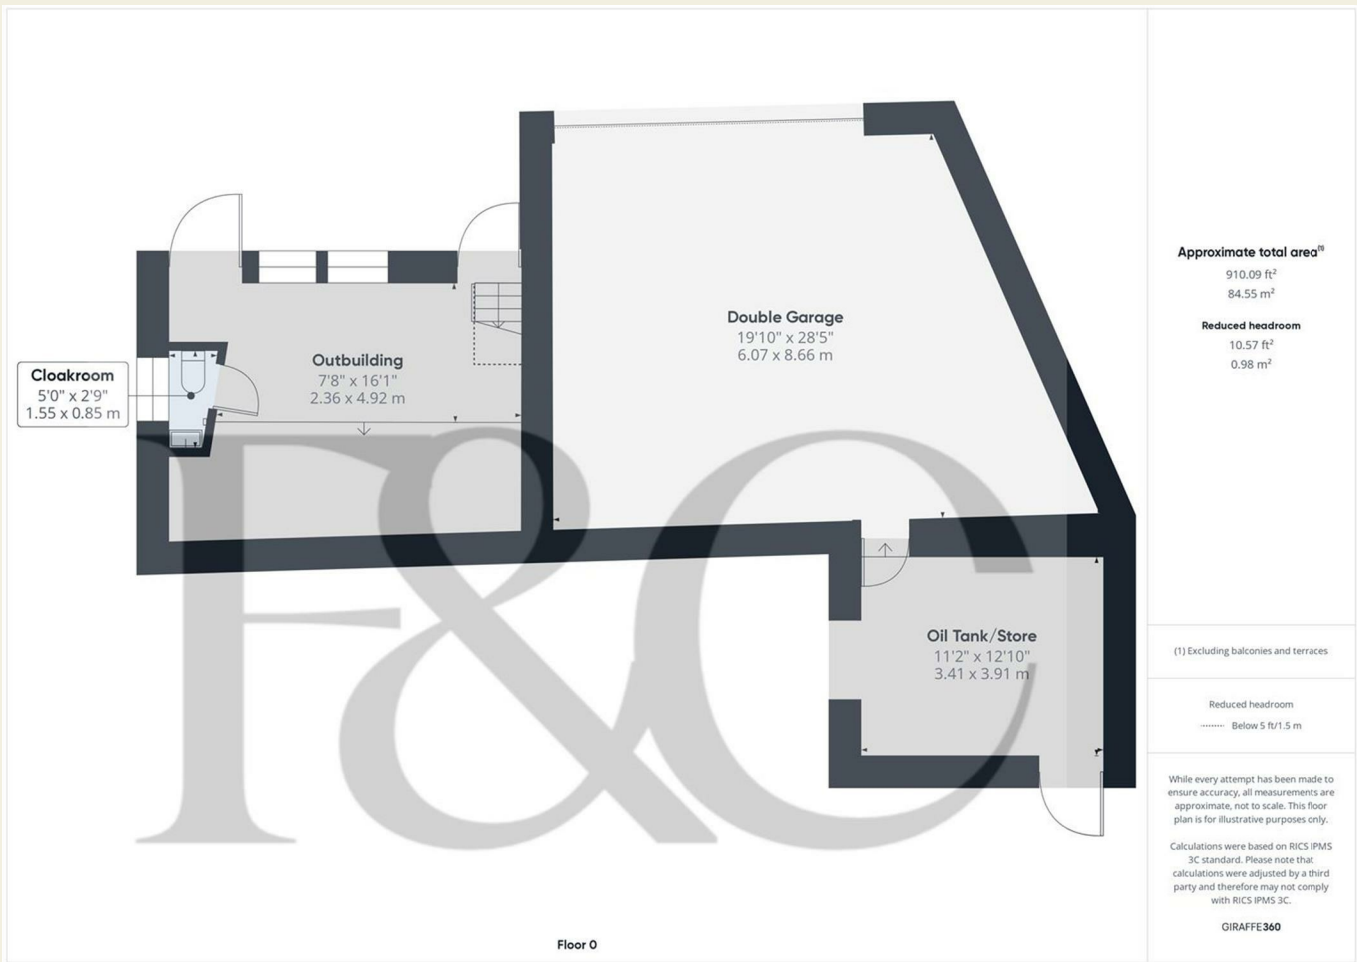 Double Garage
19'10" x 28'5"
6.07 x 8.66 m
Outbuilding
7'8" x 16'1"
2.36 x 4.92 m
Cloakroom
5'0" x 2'9"
1.55 x 0.85 m
Oil Tank/Store
11'2" x 12'10"
3.41 x 3.91 m
F&C
Floor 0
Approximate total area⁽¹⁾
910.09 ft²
84.55 m²
Reduced headroom
10.57 ft²
0.98 m²
(1) Excluding balconies and terraces
Reduced headroom
Below 5 ft/1.5 m
While every attempt has been made to
ensure accuracy, all measurements are
approximate, not to scale. This floor
plan is for illustrative purposes only.
Calculations were based on RICS IPMS
3C standard. Please note that
calculations were adjusted by a third
party and therefore may not comply
with RICS IPMS 3C.
GIRAFFE360